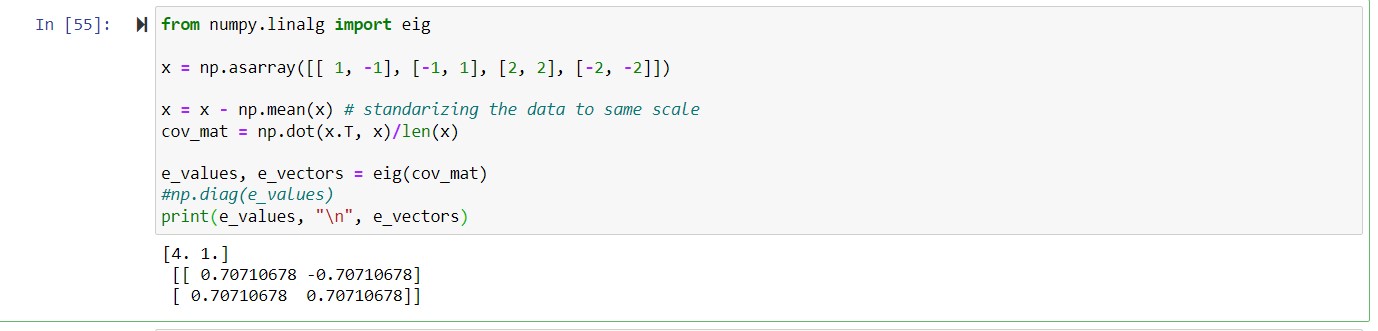 In [55]:
from numpy.linalg import eig
x = np.asarray([[ 1, -1], [-1, 1], [2, 2], [-2, -2]])
x = x - np.mean(x) # standarizing the data to same scale
cov_mat = np.dot(x.T, x)/len(x)
e_values, e_vectors = eig(cov_mat)
#np.diag(e_values)
print(e_values, "\n", e_vectors)
[4. 1.]
[[ 0.70710678 -0.70710678]
[ 0.70710678  0.70710678]]